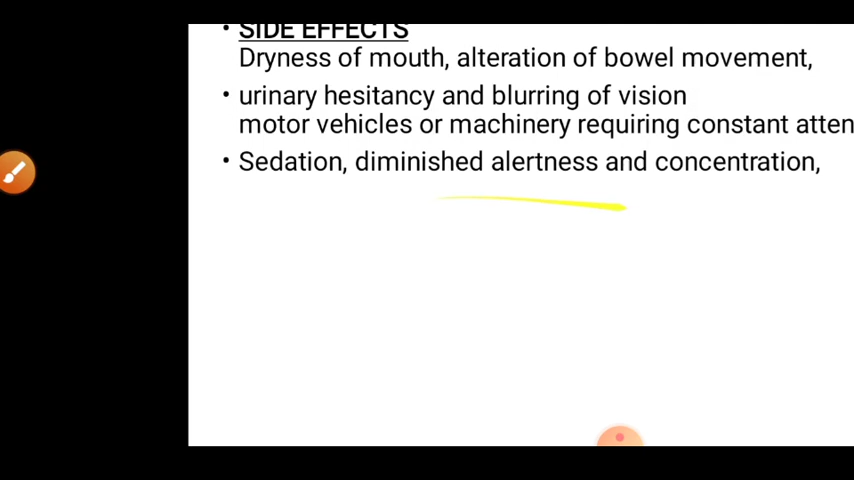 • SIDE EFFECTS
Dryness of mouth, alteration of bowel movement,
• urinary hesitancy and blurring of vision
motor vehicles or machinery requiring constant atten
• Sedation, diminished alertness and concentration,